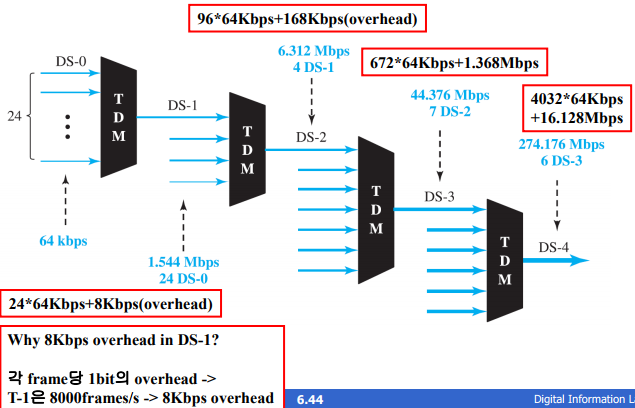 96*64Kbps+168Kbps(overhead)
DS-0
6.312 Mbps
4 DS-1
672*64Kbps+1.368Mbps
24
T
D
M
DS-1
T
D
M
DS-2
44.376 Mbps
7 DS-2
4032*64Kbps
+16.128Mbps
274.176 Mbps
6 DS-3
T
D
M
DS-3
T
D
M
DS-4
64 kbps
1.544 Mbps
24 DS-0
24*64Kbps+8Kbps(overhead)
Why 8Kbps overhead in DS-1?
각 frame당 1bit의 overhead ->
T-1은 8000frames/s -> 8Kbps overhead
6.44
Digital Information L